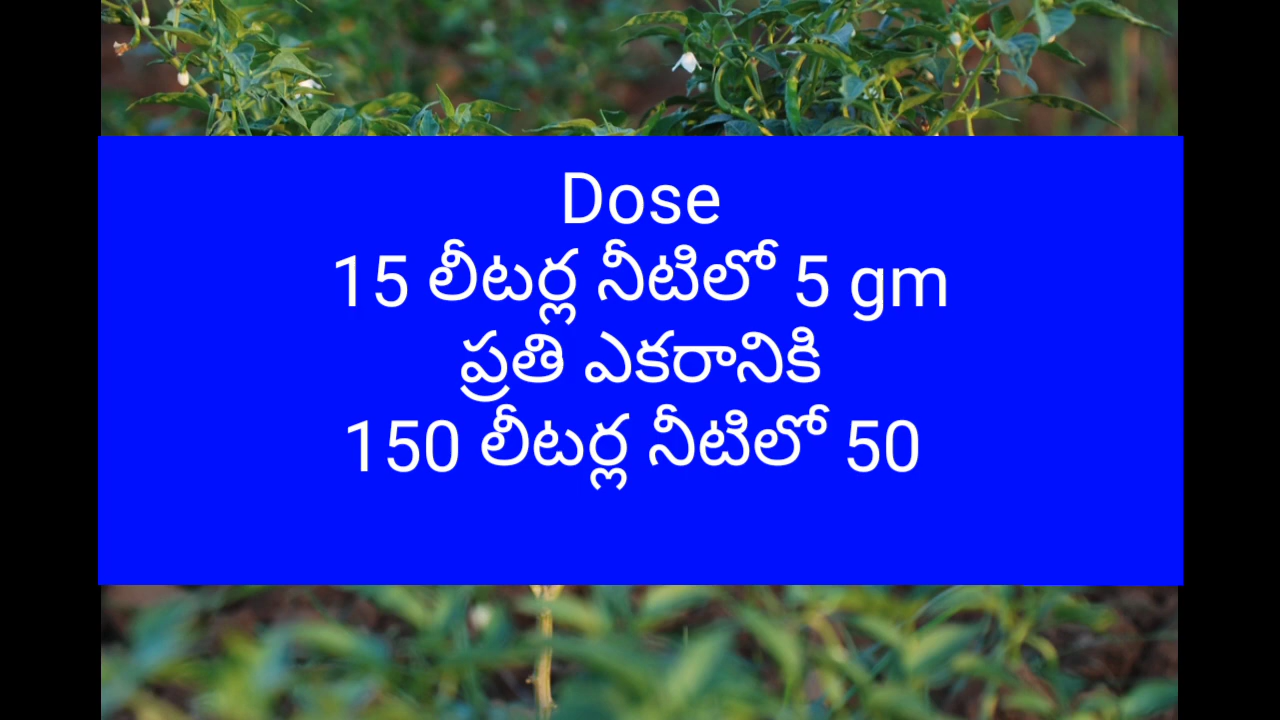 Dose
15 లీటర్ల నీటిలో 5 gm
ప్రతి ఎకరానికి
150 లీటర్ల నీటిలో 50